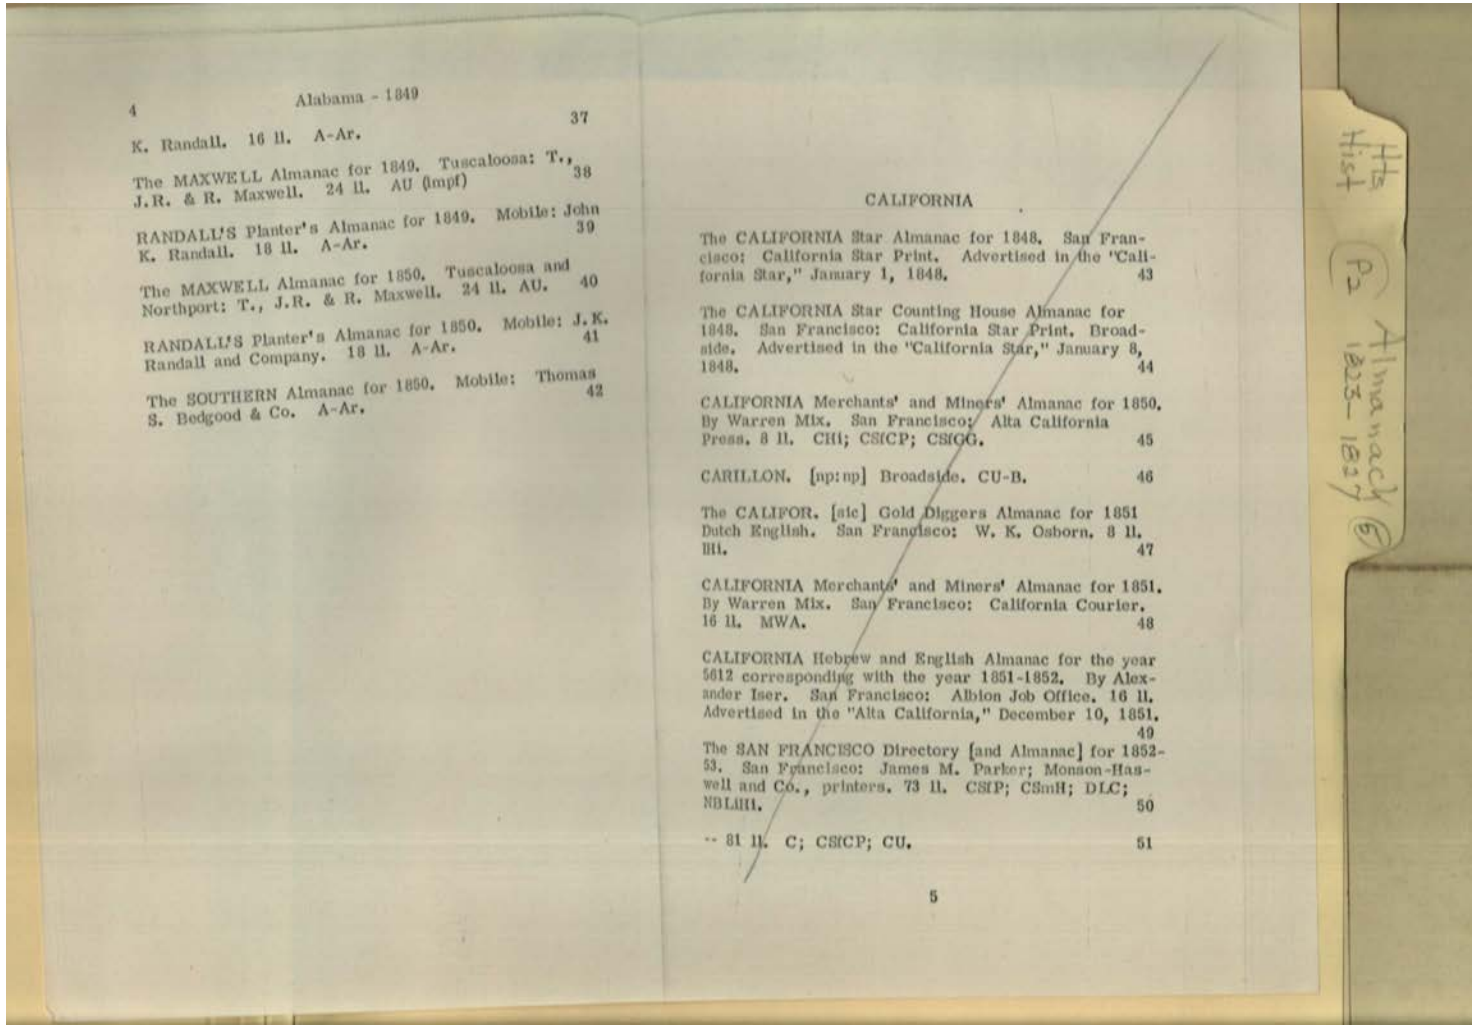 4 Alabama - 1849
K. Randall. 16 ll. A-Ar. 37
The MAXWELL Almanac for 1849. Tuscaloosa: T.,
J.R. & R. Maxwell. 24 ll. AU (impf) 38
RANDALL'S Planter's Almanac for 1849. Mobile: John
K. Randall. 18 ll. A-Ar. 39
The MAXWELL Almanac for 1850. Tuscaloosa and
Northport: T., J.R. & R. Maxwell. 24 ll. AU. 40
RANDALL'S Planter's Almanac for 1850. Mobile: J.K.
Randall and Company. 18 ll. A-Ar. 41
The SOUTHERN Almanac for 1850. Mobile: Thomas
S. Bedgood & Co. A-Ar. 42
CALIFORNIA
The CALIFORNIA Star Almanac for 1848. San Fran-
cisco: California Star Print. Advertised in the "Cali-
fornia Star," January 1, 1848. 43
The CALIFORNIA Star Counting House Almanac for
1848. San Francisco: California Star Print. Broad-
side. Advertised in the "California Star," January 8,
1848. 44
CALIFORNIA Merchants' and Miners' Almanac for 1850.
By Warren Mix. San Francisco: Alta California
Press. 8 ll. CHi; CSfCP; CSfGG. 45
CARILLON. [np:np] Broadside. CU-B. 46
The CALIFOR. [sic] Gold Diggers Almanac for 1851
Dutch English. San Francisco: W. K. Osborn. 8 ll.
IHi. 47
CALIFORNIA Merchants' and Miners' Almanac for 1851.
By Warren Mix. San Francisco: California Courier.
16 ll. MWA. 48
CALIFORNIA Hebrew and English Almanac for the year
5612 corresponding with the year 1851-1852. By Alex-
ander Iser. San Francisco: Albion Job Office. 16 ll.
Advertised in the "Alta California," December 10, 1851.
49
The SAN FRANCISCO Directory [and Almanac] for 1852-
53. San Francisco: James M. Parker; Monson-Has-
well and Co., printers. 73 ll. CSfP; CSmH; DLC;
NBLiHi. 50
-- 81 ll. C; CSfCP; CU. 51
5
Hts
Hist
P2 Almanach 5
1823-1827